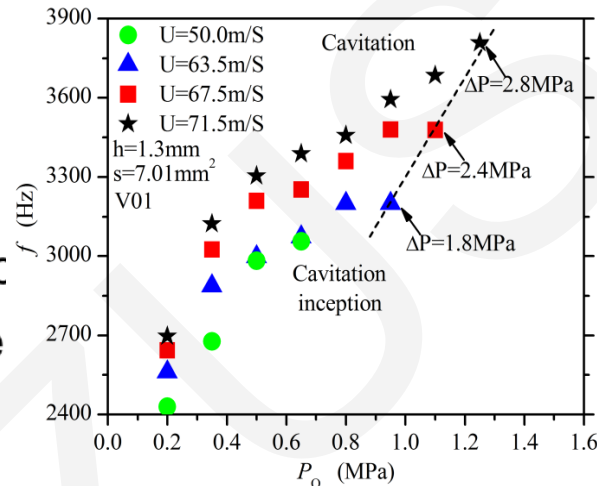 3900
3600
3300
3000
2700
2400
f (Hz)
U=50.0m/S
U=63.5m/S
U=67.5m/S
U=71.5m/S
h=1.3mm
s=7.01mm²
V01
Cavitation
ΔP=2.8MPa
ΔP=2.4MPa
ΔP=1.8MPa
Cavitation
inception
0.0 0.2 0.4 0.6 0.8 1.0 1.2 1.4 1.6
P_O (MPa)